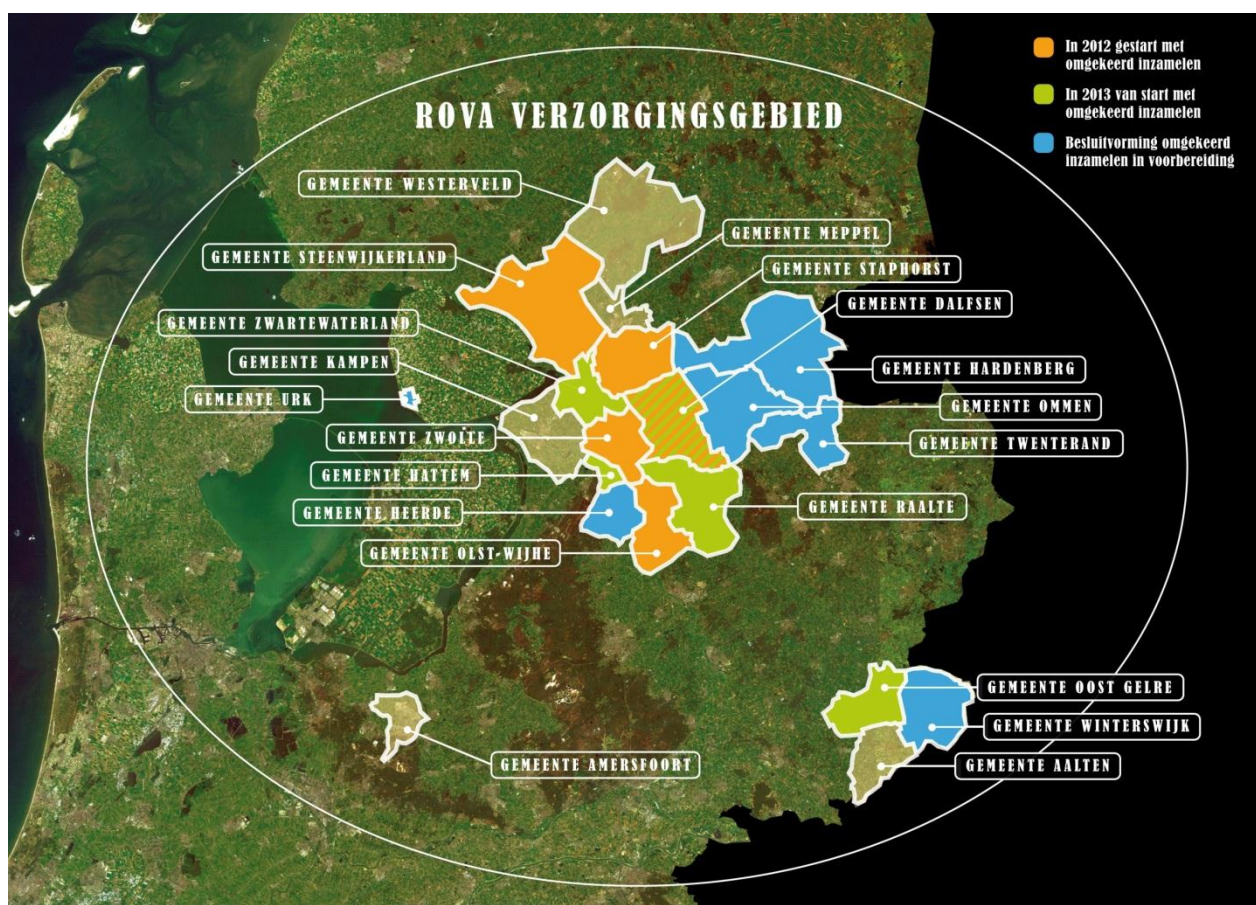 In 2012 gestart met
omgekeerd inzamelen
In 2013 van start met
omgekeerd inzamelen
Besluitvorming omgekeerd
inzamelen in voorbereiding
ROVA VERZORGINGSGEBIED
GEMEENTE WESTERVELD
GEMEENTE MEPPEL
GEMEENTE STEENWIJKERLAND
GEMEENTE STAPHORST
GEMEENTE DALFSEN
GEMEENTE ZWARTEWATERLAND
GEMEENTE KAMPEN
GEMEENTE HARDENBERG
GEMEENTE URK
GEMEENTE OMMEN
GEMEENTE ZWOLLE
GEMEENTE TWENTERAND
GEMEENTE HATTEM
GEMEENTE HEERDE
GEMEENTE RAALTE
GEMEENTE OLST-WIJHE
GEMEENTE OOST GELRE
GEMEENTE WINTERSWIJK
GEMEENTE AMERSFOORT
GEMEENTE AALTEN